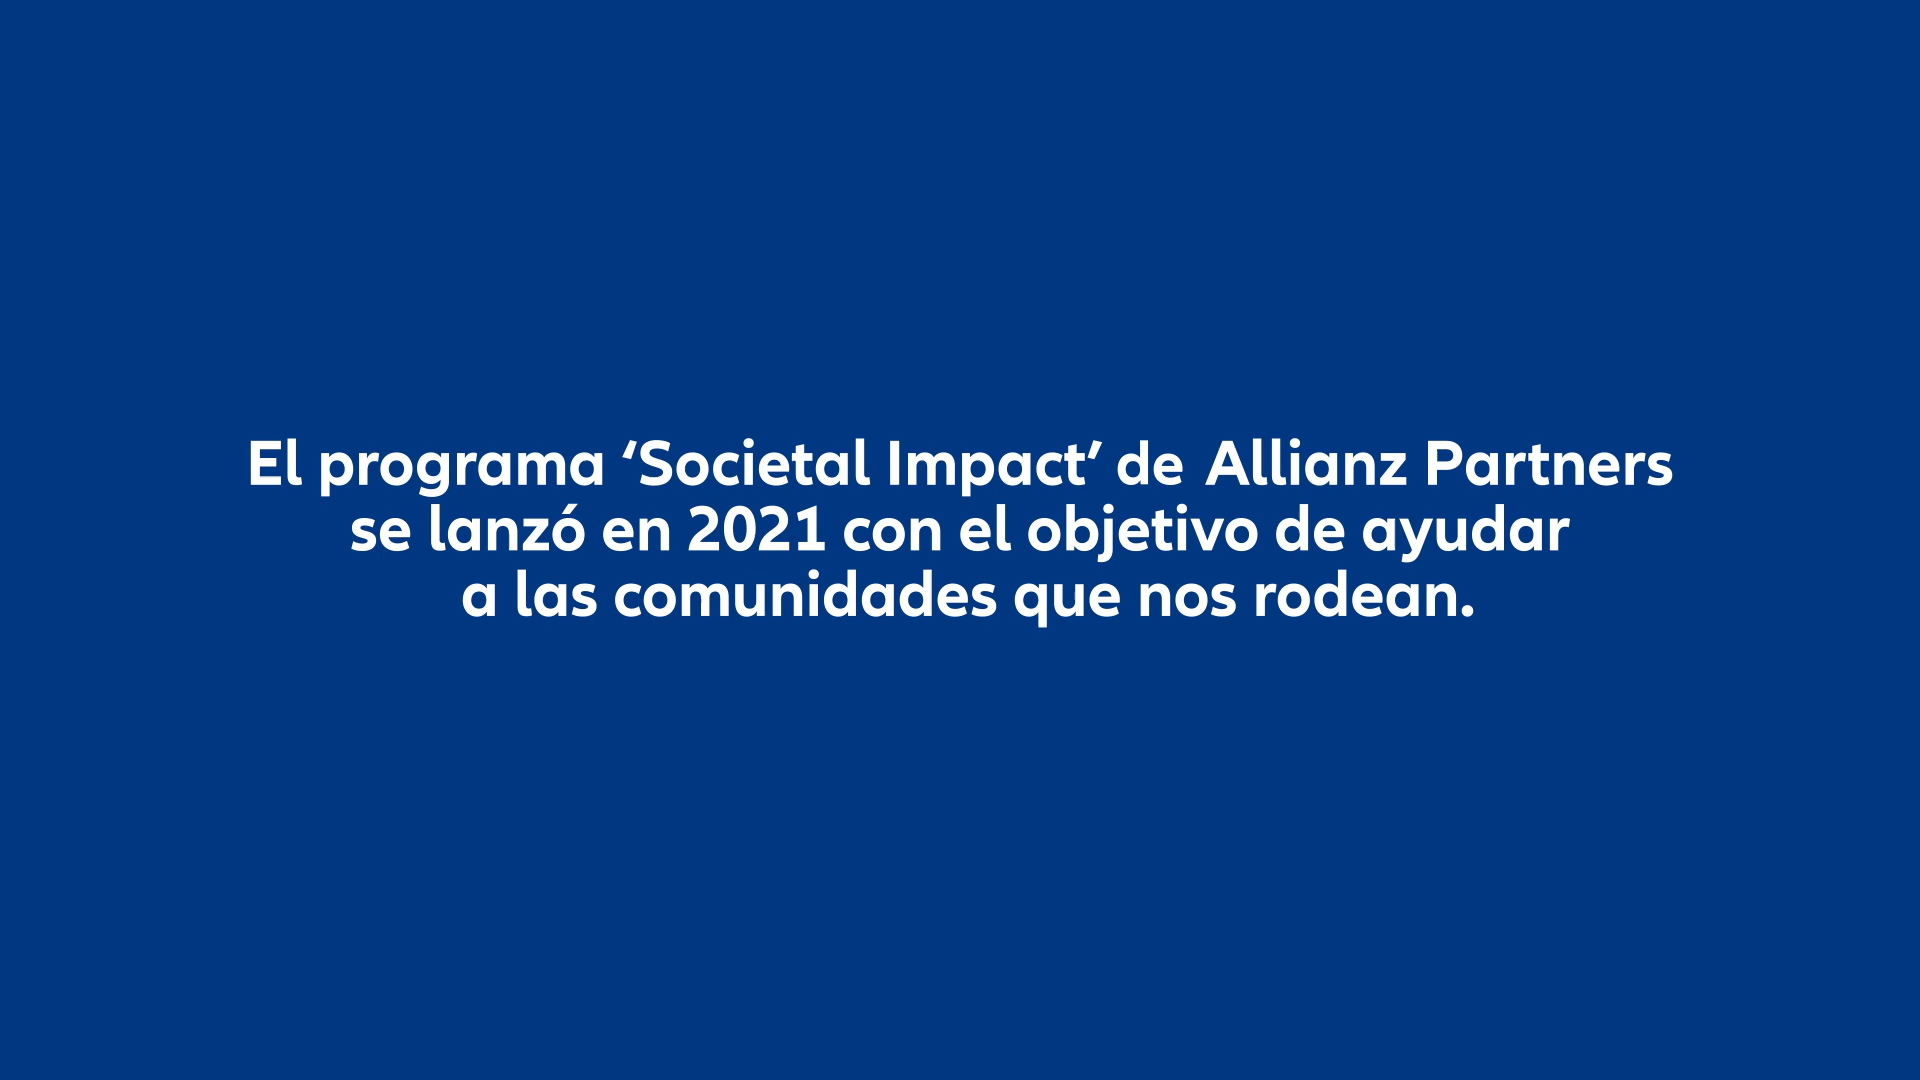 El programa ‘Societal Impact’ de Allianz Partners
se lanzó en 2021 con el objetivo de ayudar
a las comunidades que nos rodean.